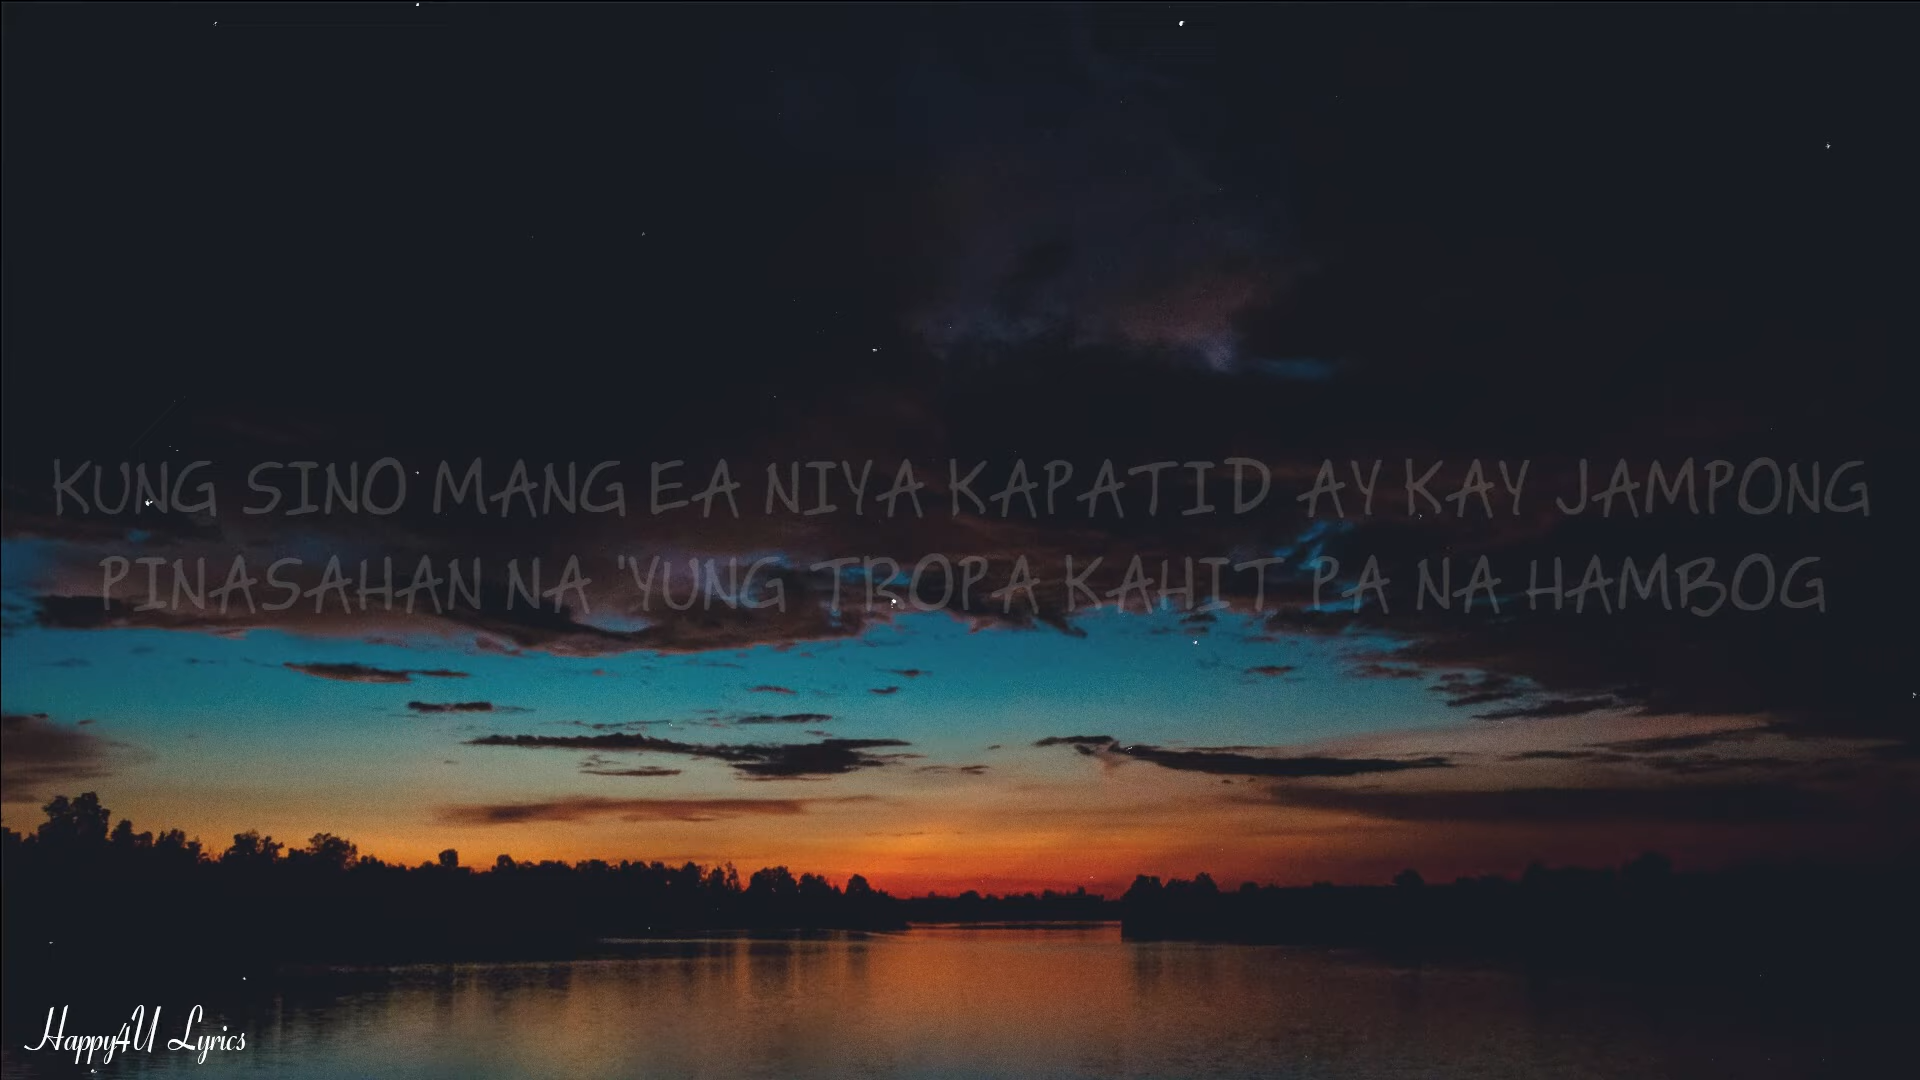 KUNG SINO MANG EA NIYA KAPATID AY KAY JAMPONG
PINASAHAN NA 'YUNG TROPA KAHIT PA NA HAMBOG
Happy4U Lyrics